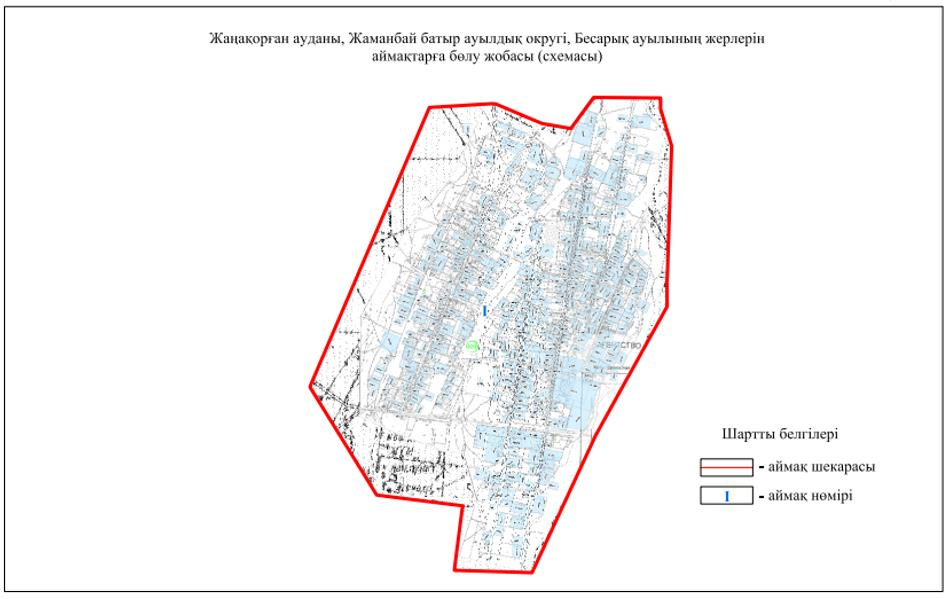 Жаңақорған ауданы, Жаманбай батыр ауылдық округі, Бесарық ауылының жерлерін
аймақтарға бөлу жобасы (схемасы)
I
Шартты белгілері
- аймақ шекарасы
I - аймақ нөмірі